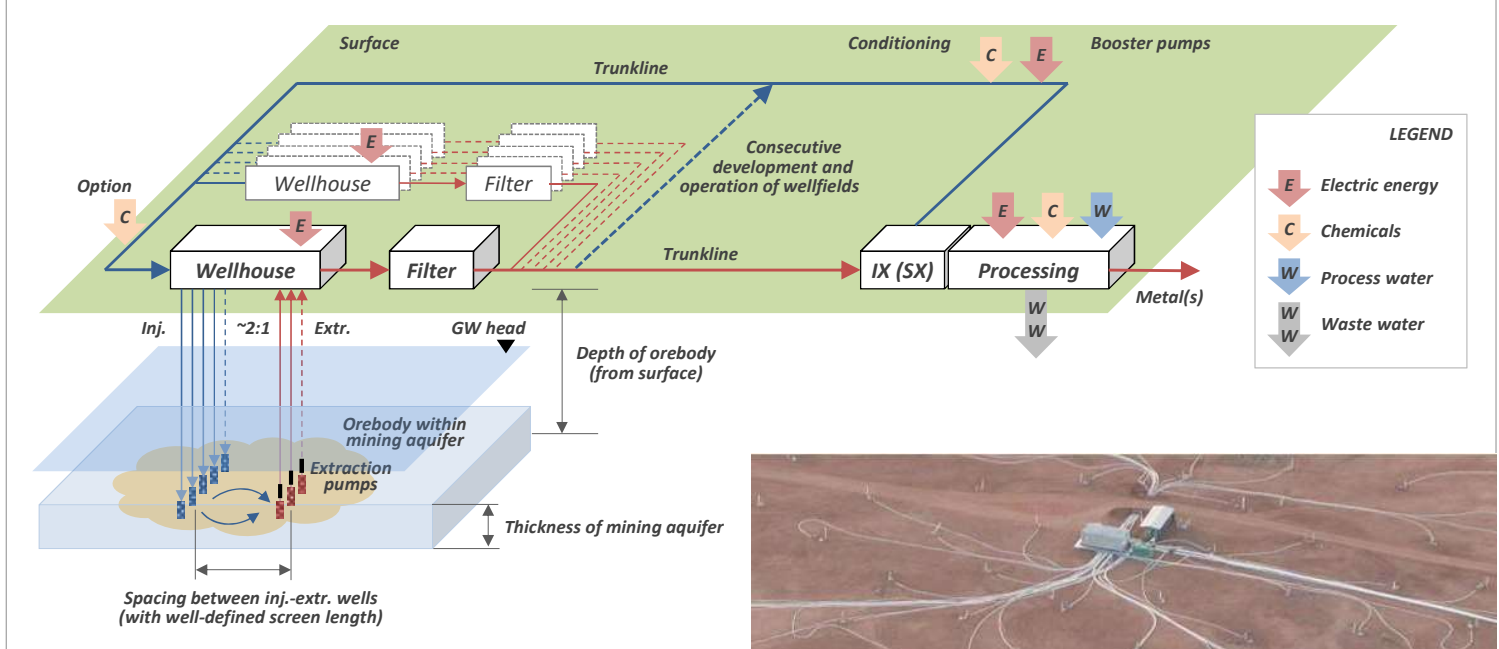 Surface
Conditioning
Booster pumps
C
E
Trunkline
LEGEND
E
Consecutive
development and
operation of wellfields
Wellhouse
Filter
Option
C
E
Electric energy
E
C
W
C
Chemicals
E
Wellhouse
Filter
Trunkline
IX (SX)
Processing
W
Process water
Metal(s)
W
W
W
W
Waste water
Inj.
~2:1
Extr.
GW head
Depth of orebody
(from surface)
Orebody within
mining aquifer
Extraction
pumps
Thickness of mining aquifer
Spacing between inj.-extr. wells
(with well-defined screen length)